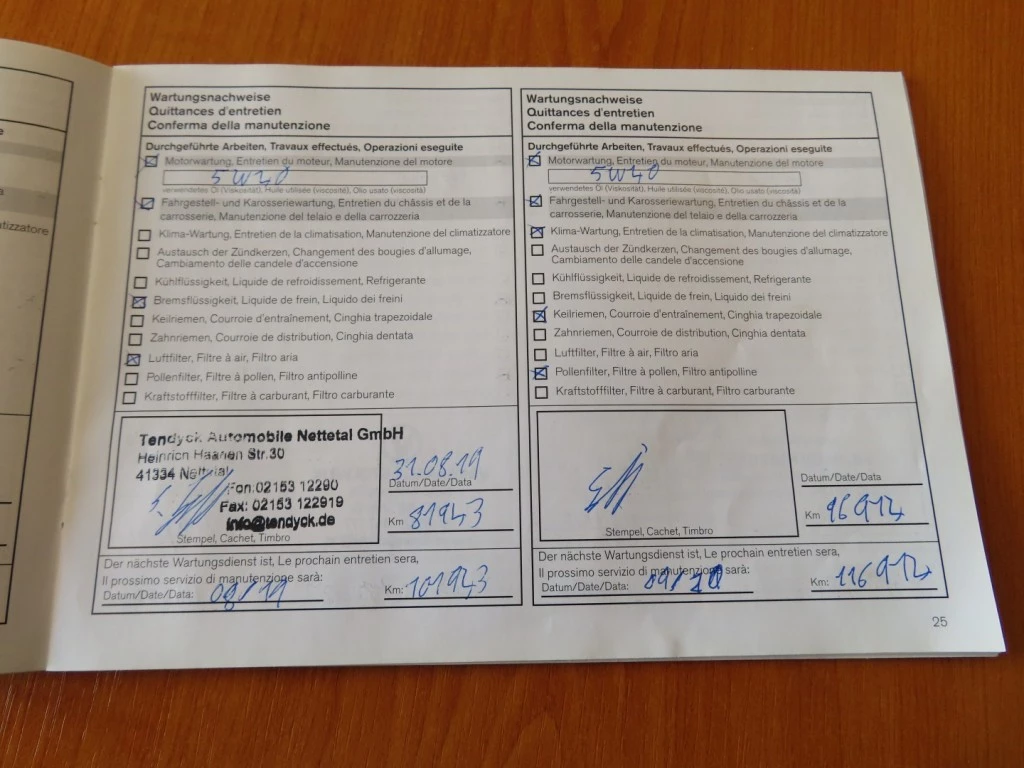 Wartungsnachweise
Quittances d'entretien
Conferma della manutenzione
Durchgeführte Arbeiten, Travaux effectués, Operazioni eseguite
Motorwartung, Entretien du moteur, Manutenzione del motore
5W40
verwendetes Öl (Viskosität), Huile utilisée (viscosité), Olio usato (viscosità)
Fahrgestell- und Karosseriewartung, Entretien du châssis et de la
carrosserie, Manutenzione del telaio e della carrozzeria
Klima-Wartung, Entretien de la climatisation, Manutenzione del climatizzatore
Austausch der Zündkerzen, Changement des bougies d'allumage,
Cambiamento delle candele d'accensione
Kühlflüssigkeit, Liquide de refroidissement, Refrigerante
Bremsflüssigkeit, Liquide de frein, Liquido dei freini
Keilriemen, Courroie d'entraînement, Cinghia trapezoidale
Zahnriemen, Courroie de distribution, Cinghia dentata
Luftfilter, Filtre à air, Filtro aria
Pollenfilter, Filtre à pollen, Filtro antipolline
Kraftstofffilter, Filtre à carburant, Filtro carburante
Tendyck Automobile Nettetal GmbH
Heinrich Haanen Str.30
41334 Nettetal
Fon:02153 12290
Fax: 02153 122919
info@tendyck.de
Stempel, Cachet, Timbro
31.08.19
Datum/Date/Data
Km 81943
Der nächste Wartungsdienst ist, Le prochain entretien sera,
Il prossimo servizio di manutenzione sarà:
Datum/Date/Data: 08/19
Km: 101943
Wartungsnachweise
Quittances d'entretien
Conferma della manutenzione
Durchgeführte Arbeiten, Travaux effectués, Operazioni eseguite
Motorwartung, Entretien du moteur, Manutenzione del motore
5W40
verwendetes Öl (Viskosität), Huile utilisée (viscosité), Olio usato (viscosità)
Fahrgestell- und Karosseriewartung, Entretien du châssis et de la
carrosserie, Manutenzione del telaio e della carrozzeria
Klima-Wartung, Entretien de la climatisation, Manutenzione del climatizzatore
Austausch der Zündkerzen, Changement des bougies d'allumage,
Cambiamento delle candele d'accensione
Kühlflüssigkeit, Liquide de refroidissement, Refrigerante
Bremsflüssigkeit, Liquide de frein, Liquido dei freini
Keilriemen, Courroie d'entraînement, Cinghia trapezoidale
Zahnriemen, Courroie de distribution, Cinghia dentata
Luftfilter, Filtre à air, Filtro aria
Pollenfilter, Filtre à pollen, Filtro antipolline
Kraftstofffilter, Filtre à carburant, Filtro carburante
Stempel, Cachet, Timbro
Datum/Date/Data
Km 96912
Der nächste Wartungsdienst ist, Le prochain entretien sera,
Il prossimo servizio di manutenzione sarà:
Datum/Date/Data: 09/20
Km: 116912
25